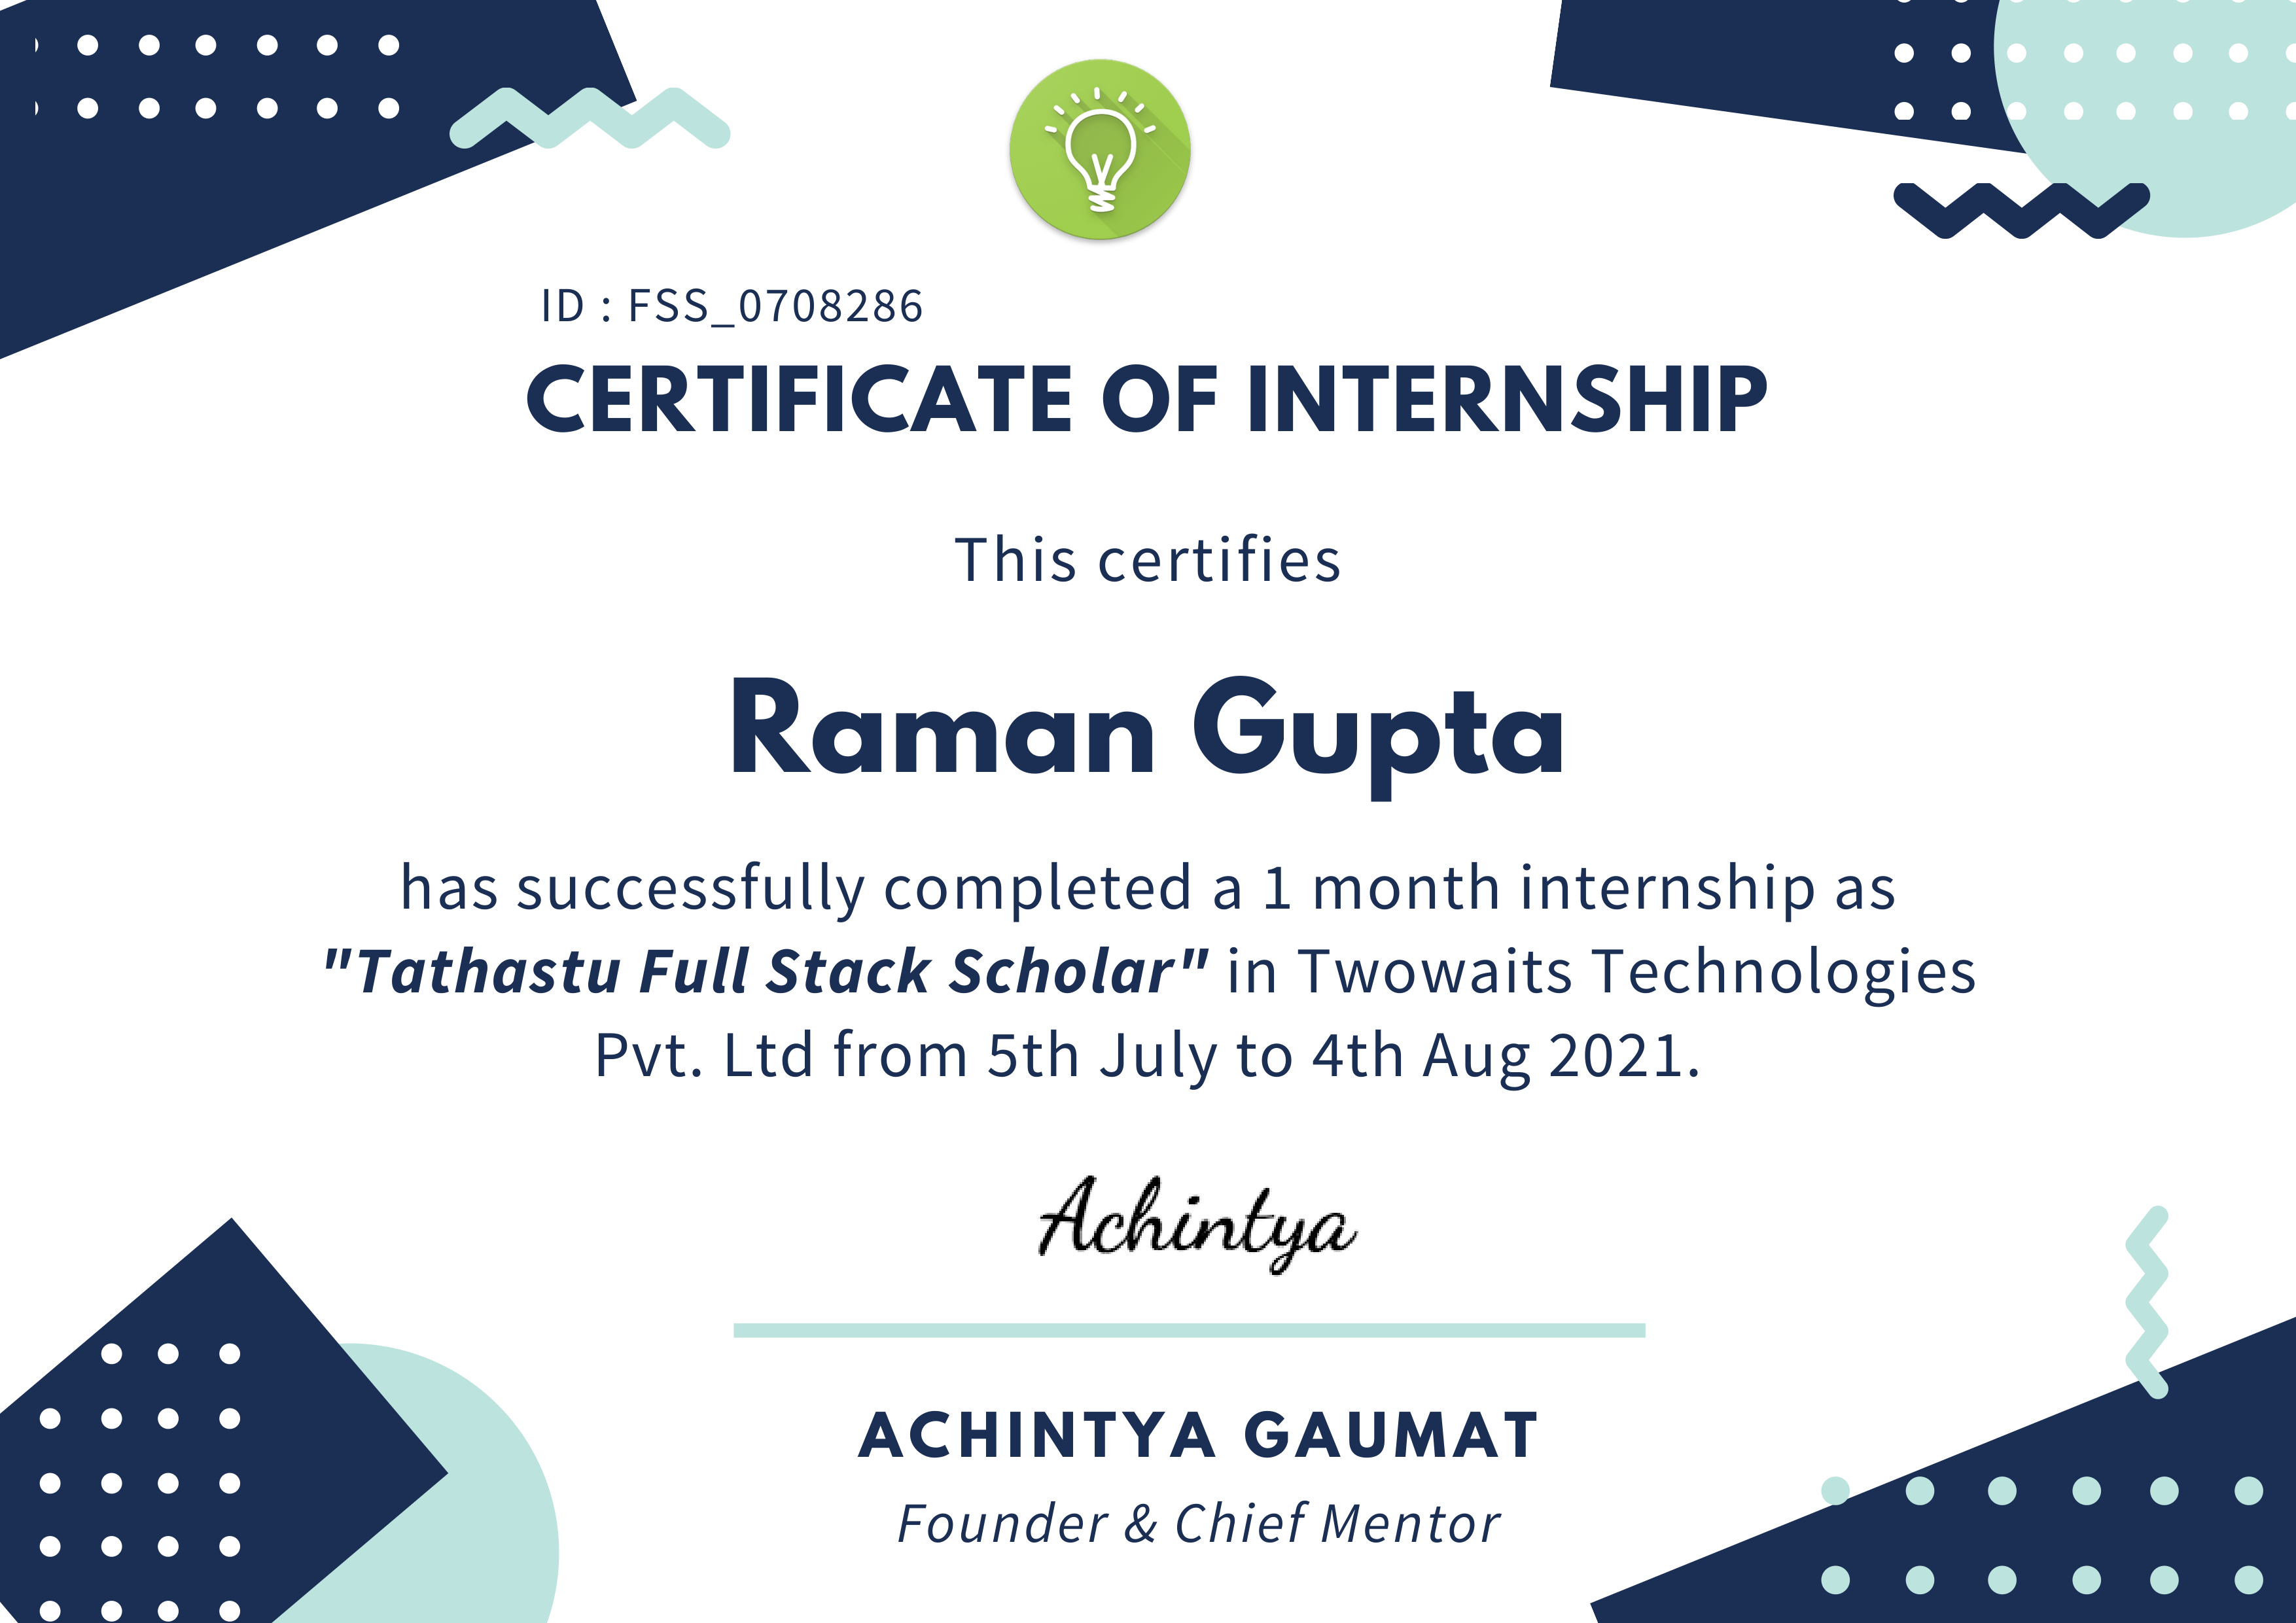 ID : FSS_0708286
CERTIFICATE OF INTERNSHIP
This certifies
Raman Gupta
has successfully completed a 1 month internship as
"Tathastu Full Stack Scholar" in Twowaits Technologies
Pvt. Ltd from 5th July to 4th Aug 2021.
Achintya
ACHINTYA GAUMAT
Founder & Chief Mentor